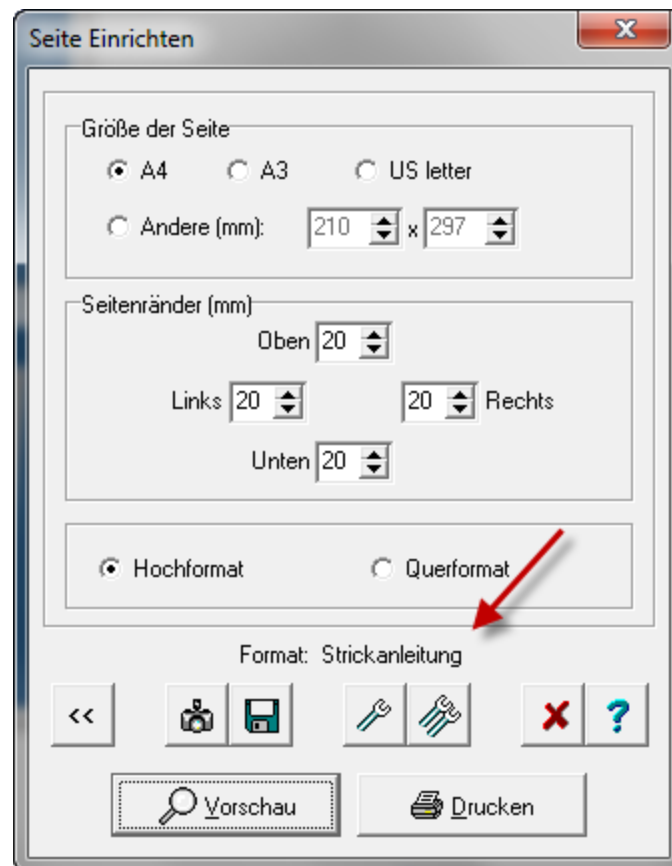 Seite Einrichten
Größe der Seite
A4 A3 US letter
Andere (mm): 210 x 297
Seitenränder (mm)
Oben 20
Links 20 20 Rechts
Unten 20
Hochformat Querformat
Format: Strickanleitung
<< ?
Vorschau Drucken